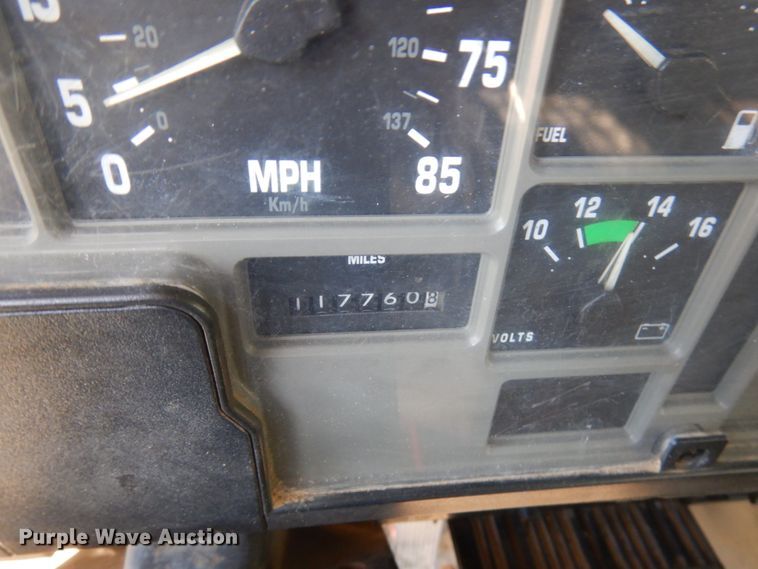 15
20
5
0
0
120
75
137
85
MPH
Km/h
FUEL
MILES
1177608
10 12 14 16
VOLTS
Purple Wave Auction